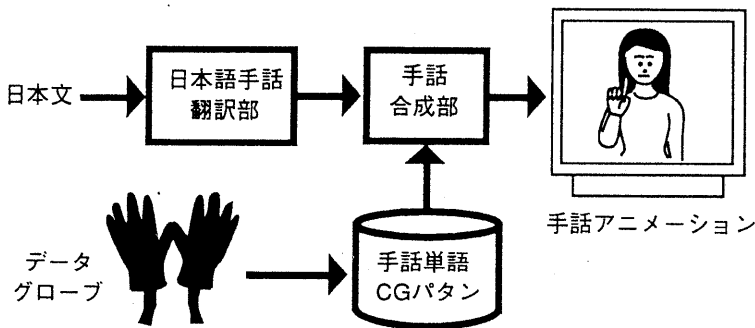 日本文
日本語手話
翻訳部
手話
合成部
手話アニメーション
データ
グローブ
手話単語
CGパタン